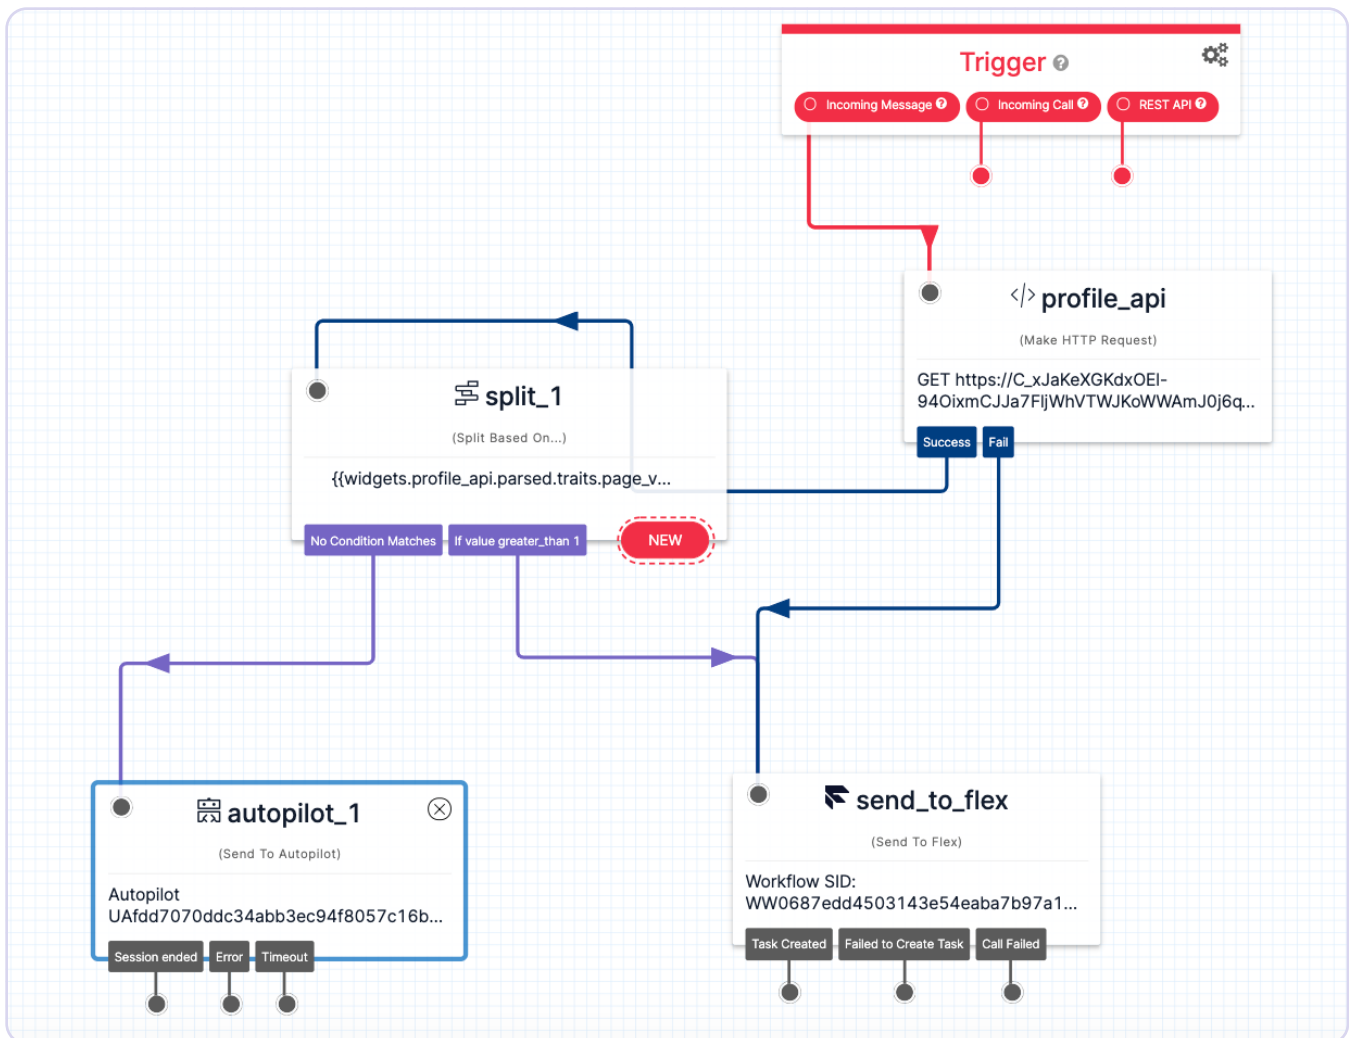 Trigger
Incoming Message
Incoming Call
REST API
profile_api
(Make HTTP Request)
GET https://C_xJaKeXGKdxOEI-
94OixmCJJa7FIjWhVTWJKoWWAmJ0j6q...
Success
Fail
split_1
(Split Based On...)
{{widgets.profile_api.parsed.traits.page_v...
No Condition Matches
If value greater_than 1
NEW
autopilot_1
(Send To Autopilot)
Autopilot
UAfdd7070ddc34abb3ec94f8057c16b...
Session ended
Error
Timeout
send_to_flex
(Send To Flex)
Workflow SID:
WW0687edd4503143e54eaba7b97a1...
Task Created
Failed to Create Task
Call Failed